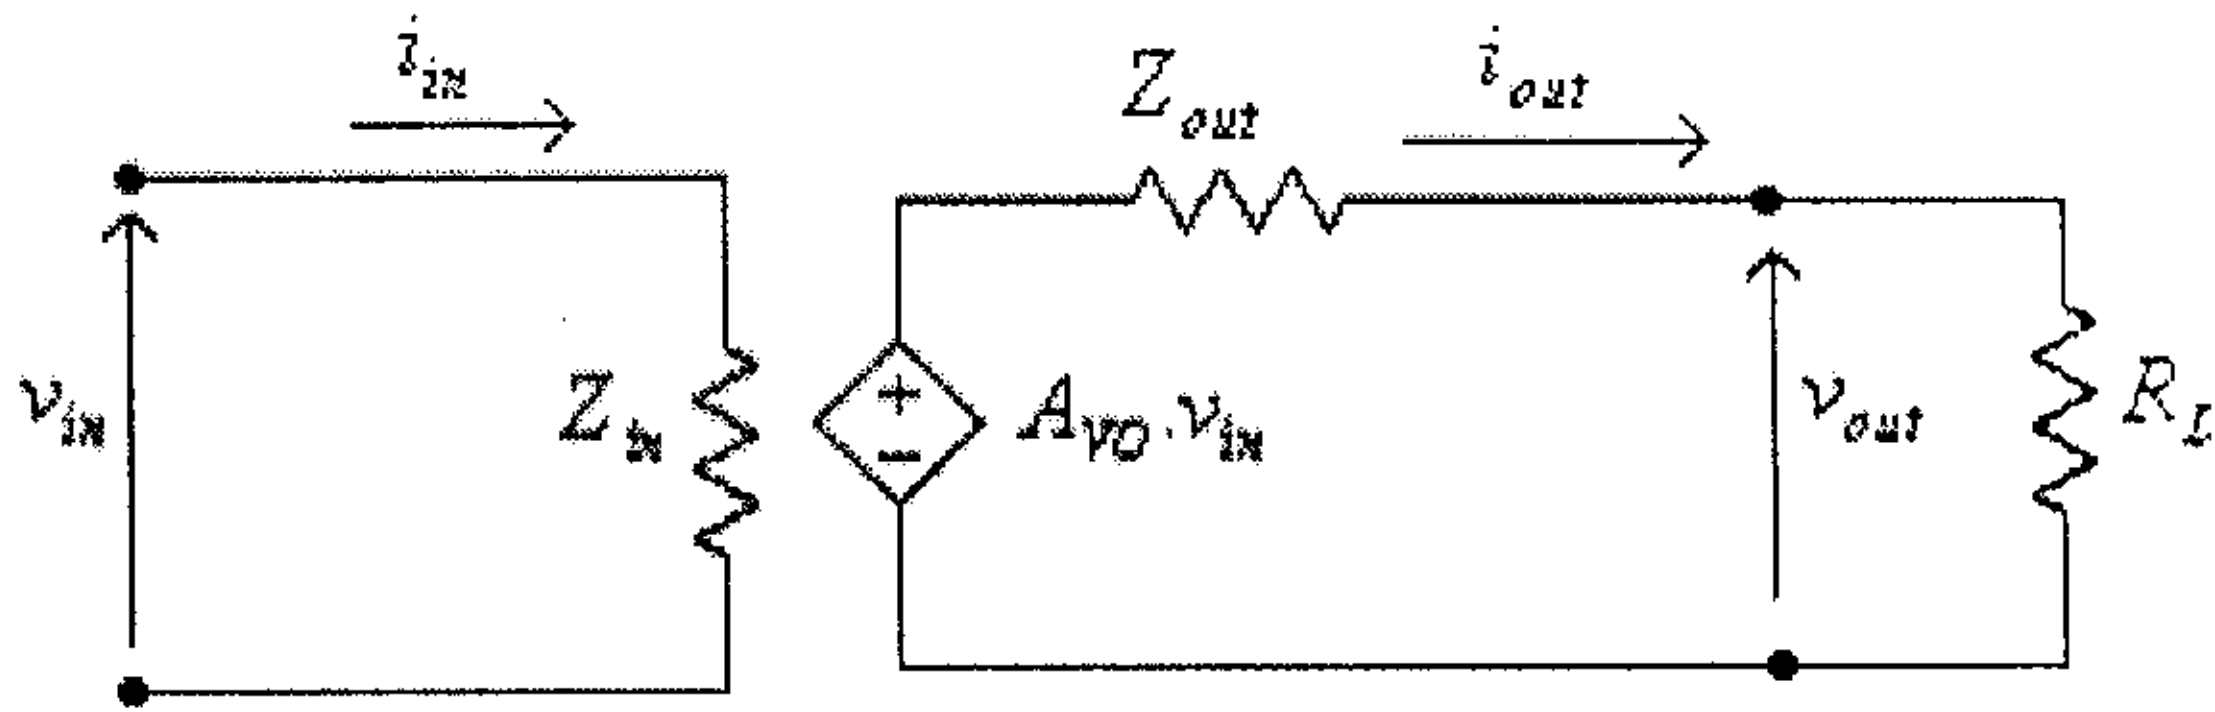 i_in
Z_out
i_out
v_in
Z_in
+
−
A_VO.v_in
v_out
R_L